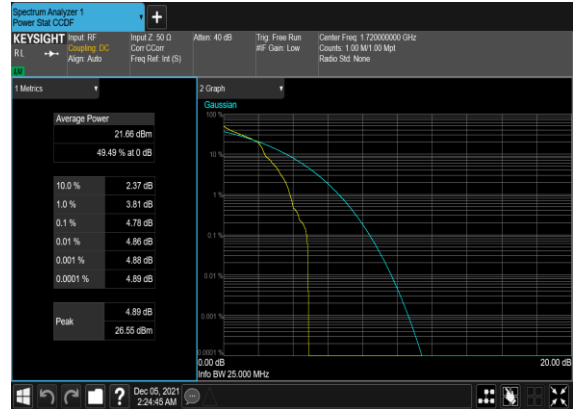 Spectrum Analyzer 1
Power Stat CCDF
KEYSIGHT Input: RF Input Z: 50 Ω Atten: 40 dB Trig: Free Run Center Freq: 1.720000000 GHz
RL Coupling: DC Corr CCorr #IF Gain: Low Counts: 1.00 M/1.00 Mpt
Align: Auto Freq Ref: Int (S) Radio Std: None
LNI
1 Metrics
2 Graph
Average Power
21.66 dBm
49.49 % at 0 dB
10.0 % 2.37 dB
1.0 % 3.81 dB
0.1 % 4.78 dB
0.01 % 4.86 dB
0.001 % 4.88 dB
0.0001 % 4.89 dB
Peak 4.89 dB
26.55 dBm
Gaussian
100 %
10 %
1 %
0.1 %
0.01 %
0.001 %
0.0001 %
0.00 dB 20.00 dB
Info BW 25.000 MHz
? Dec 05, 2021
2:24:45 AM